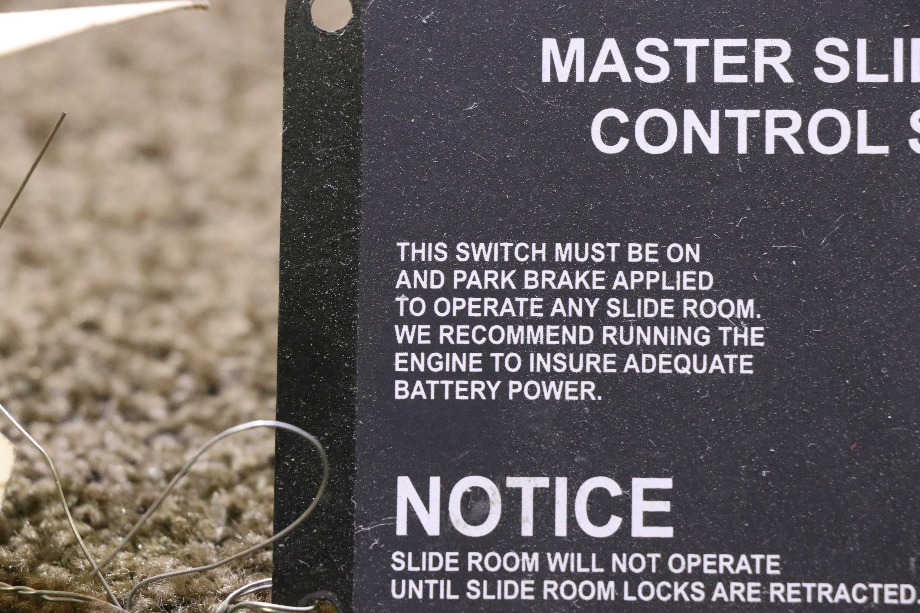 MASTER SLI
CONTROL
THIS SWITCH MUST BE ON
AND PARK BRAKE APPLIED
TO OPERATE ANY SLIDE ROOM.
WE RECOMMEND RUNNING THE
ENGINE TO INSURE ADEQUATE
BATTERY POWER.
NOTICE
SLIDE ROOM WILL NOT OPERATE
UNTIL SLIDE ROOM LOCKS ARE RETRACTED